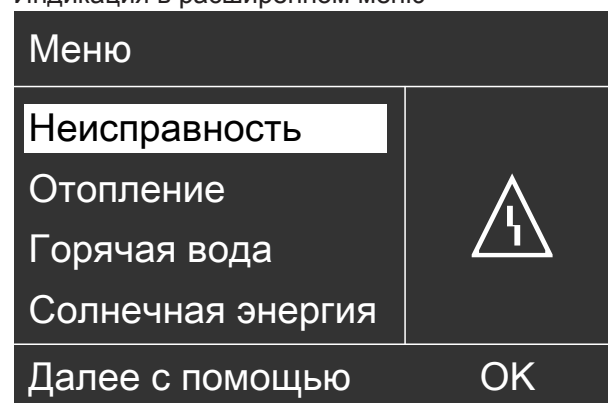 Индикация в расширенном меню
Меню
Неисправность
Отопление
Горячая вода
Солнечная энергия
Далее с помощью OK